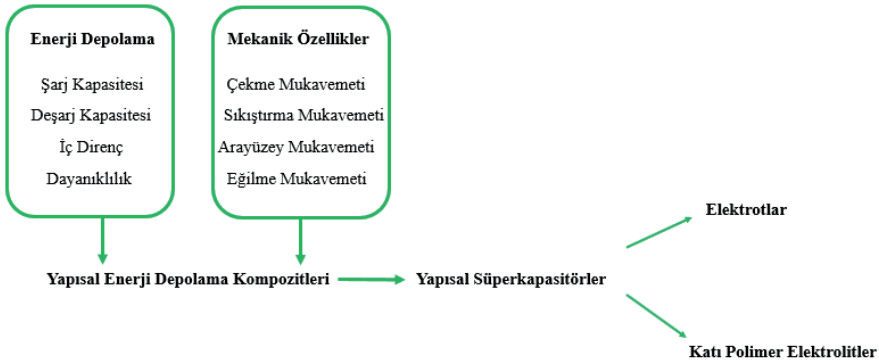 Enerji Depolama
Şarj Kapasitesi
Deşarj Kapasitesi
İç Direnç
Dayanıklılık
Mekanik Özellikler
Çekme Mukavemeti
Sıkıştırma Mukavemeti
Arayüzey Mukavemeti
Eğilme Mukavemeti
Yapısal Enerji Depolama Kompozitleri
Yapısal Süperkapasitörler
Elektrotlar
Katı Polimer Elektrolitler